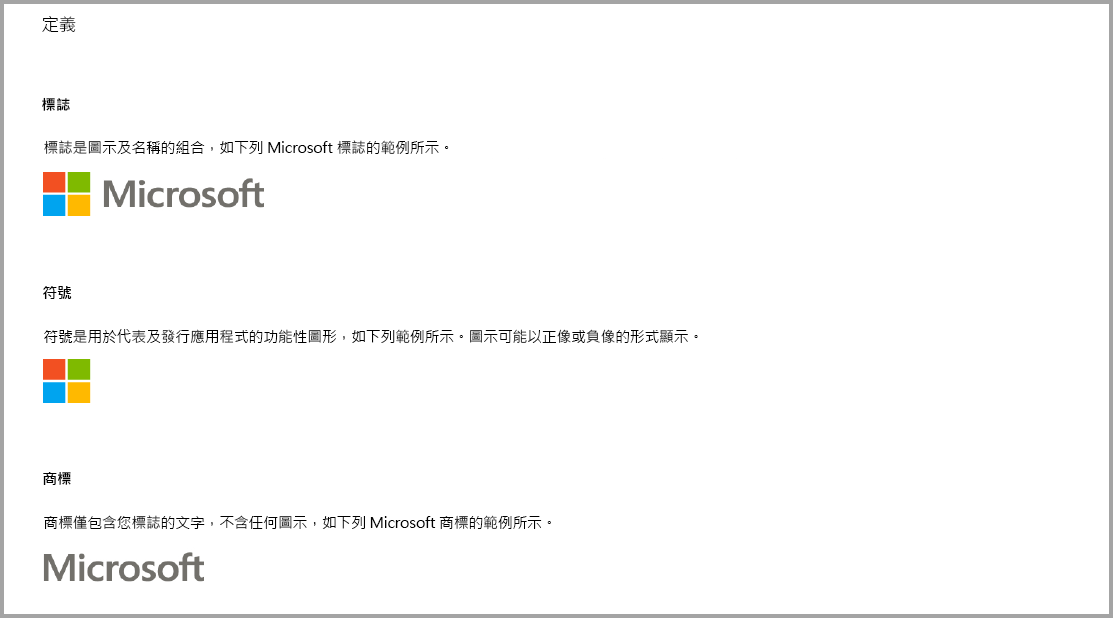 定義
標誌
標誌是圖示及名稱的組合，如下列 Microsoft 標誌的範例所示。
Microsoft
符號
符號是用於代表及發行應用程式的功能性圖形，如下列範例所示。圖示可能以正像或負像的形式顯示。
商標
商標僅包含您標誌的文字，不含任何圖示，如下列 Microsoft 商標的範例所示。
Microsoft